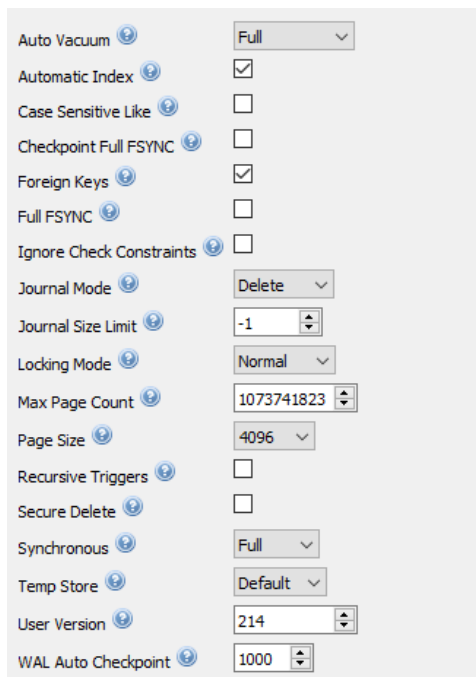 Auto Vacuum Full
Automatic Index
Case Sensitive Like
Checkpoint Full FSYNC
Foreign Keys
Full FSYNC
Ignore Check Constraints
Journal Mode Delete
Journal Size Limit -1
Locking Mode Normal
Max Page Count 1073741823
Page Size 4096
Recursive Triggers
Secure Delete
Synchronous Full
Temp Store Default
User Version 214
WAL Auto Checkpoint 1000